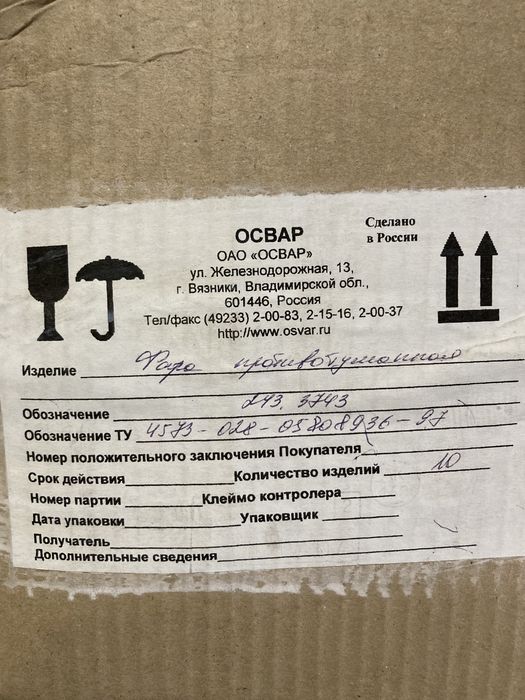 ОСВАР
Сделано
в России
ОАО «ОСВАР»
ул. Железнодорожная, 13,
г. Вязники, Владимирской обл.,
601446, Россия
Тел/факс (49233) 2-00-83, 2-15-16, 2-00-37
http://www.osvar.ru
Изделие Фара противотуманная
Обозначение 243.3743
Обозначение ТУ 4573-028-05808936-97
Номер положительного заключения Покупателя
Срок действия Количество изделий 10
Номер партии Клеймо контролера
Дата упаковки Упаковщик
Получатель
Дополнительные сведения